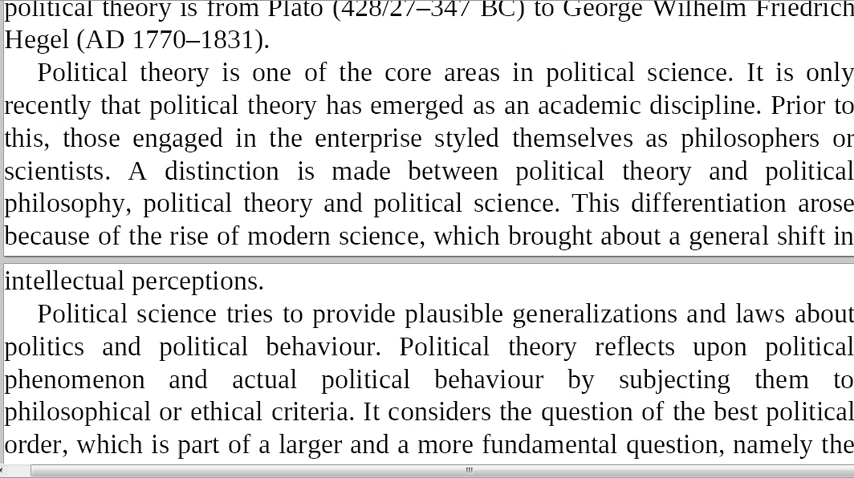 political theory is from Plato (428/27–347 BC) to George Wilhelm Friedrich
Hegel (AD 1770–1831).
Political theory is one of the core areas in political science. It is only
recently that political theory has emerged as an academic discipline. Prior to
this, those engaged in the enterprise styled themselves as philosophers or
scientists. A distinction is made between political theory and political
philosophy, political theory and political science. This differentiation arose
because of the rise of modern science, which brought about a general shift in
intellectual perceptions.
Political science tries to provide plausible generalizations and laws about
politics and political behaviour. Political theory reflects upon political
phenomenon and actual political behaviour by subjecting them to
philosophical or ethical criteria. It considers the question of the best political
order, which is part of a larger and a more fundamental question, namely the